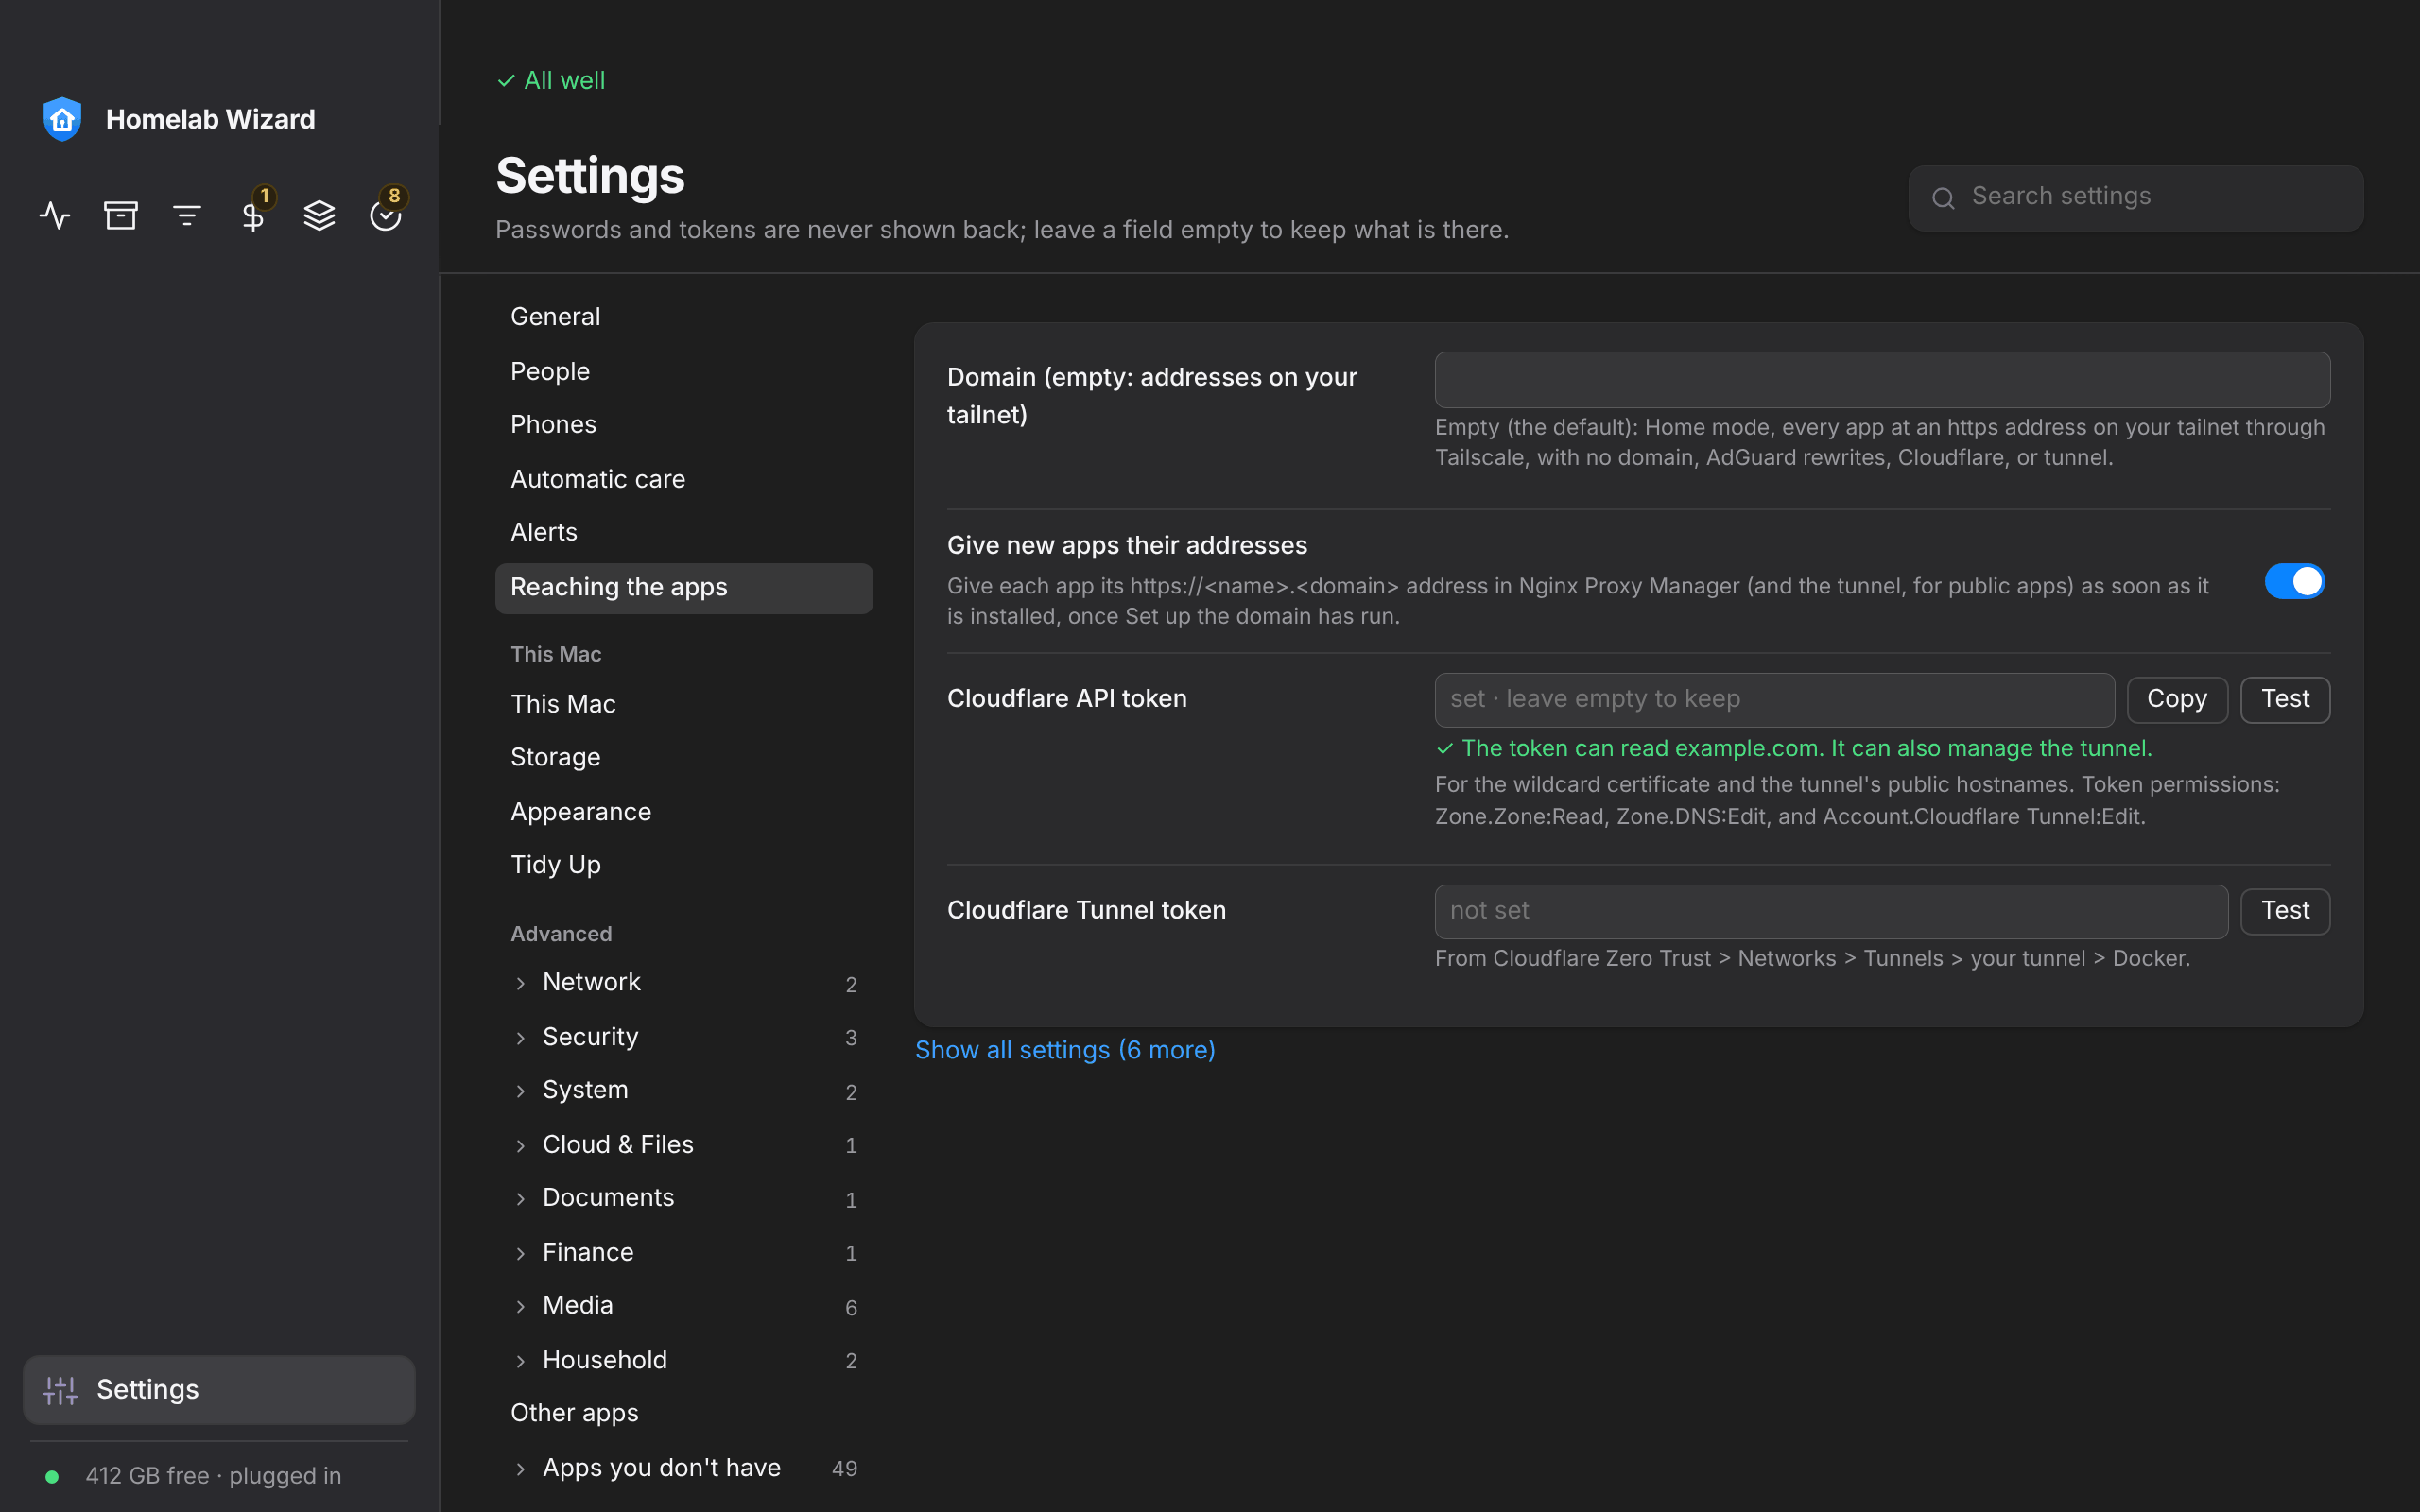 Homelab Wizard
1
8
Settings
412 GB free · plugged in
✓ All well
Settings
Passwords and tokens are never shown back; leave a field empty to keep what is there.
Search settings
General
People
Phones
Automatic care
Alerts
Reaching the apps
This Mac
This Mac
Storage
Appearance
Tidy Up
Advanced
Network 2
Security 3
System 2
Cloud & Files 1
Documents 1
Finance 1
Media 6
Household 2
Other apps
Apps you don't have 49
Domain (empty: addresses on your
tailnet)
Empty (the default): Home mode, every app at an https address on your tailnet through
Tailscale, with no domain, AdGuard rewrites, Cloudflare, or tunnel.
Give new apps their addresses
Give each app its https://<name>.<domain> address in Nginx Proxy Manager (and the tunnel, for public apps) as soon as it
is installed, once Set up the domain has run.
Cloudflare API token
set · leave empty to keep
Copy
Test
✓ The token can read example.com. It can also manage the tunnel.
For the wildcard certificate and the tunnel's public hostnames. Token permissions:
Zone.Zone:Read, Zone.DNS:Edit, and Account.Cloudflare Tunnel:Edit.
Cloudflare Tunnel token
not set
Test
From Cloudflare Zero Trust > Networks > Tunnels > your tunnel > Docker.
Show all settings (6 more)